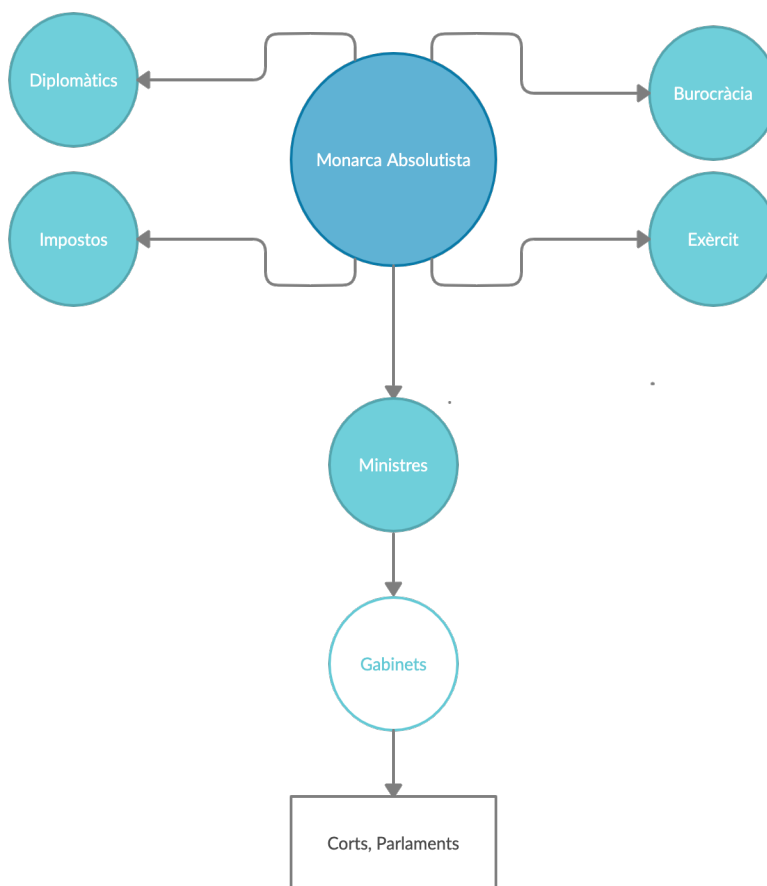 Diplomàtics
Burocràcia
Monarca Absolutista
Impostos
Exèrcit
Ministres
Gabinets
Corts, Parlaments